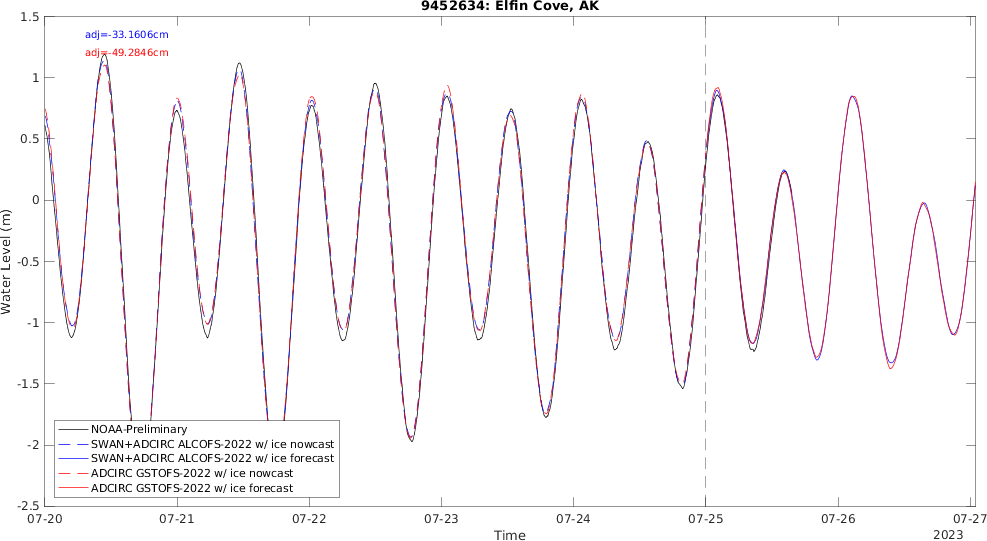 9452634: Elfin Cove, AK
adj=-33.1606cm
adj=-49.2846cm
1.5
1
0.5
0
-0.5
-1
-1.5
-2
-2.5
Water Level (m)
NOAA-Preliminary
SWAN+ADCIRC ALCOFS-2022 w/ ice nowcast
SWAN+ADCIRC ALCOFS-2022 w/ ice forecast
ADCIRC GSTOFS-2022 w/ ice nowcast
ADCIRC GSTOFS-2022 w/ ice forecast
07-20 07-21 07-22 07-23 07-24 07-25 07-26 07-27
Time
2023